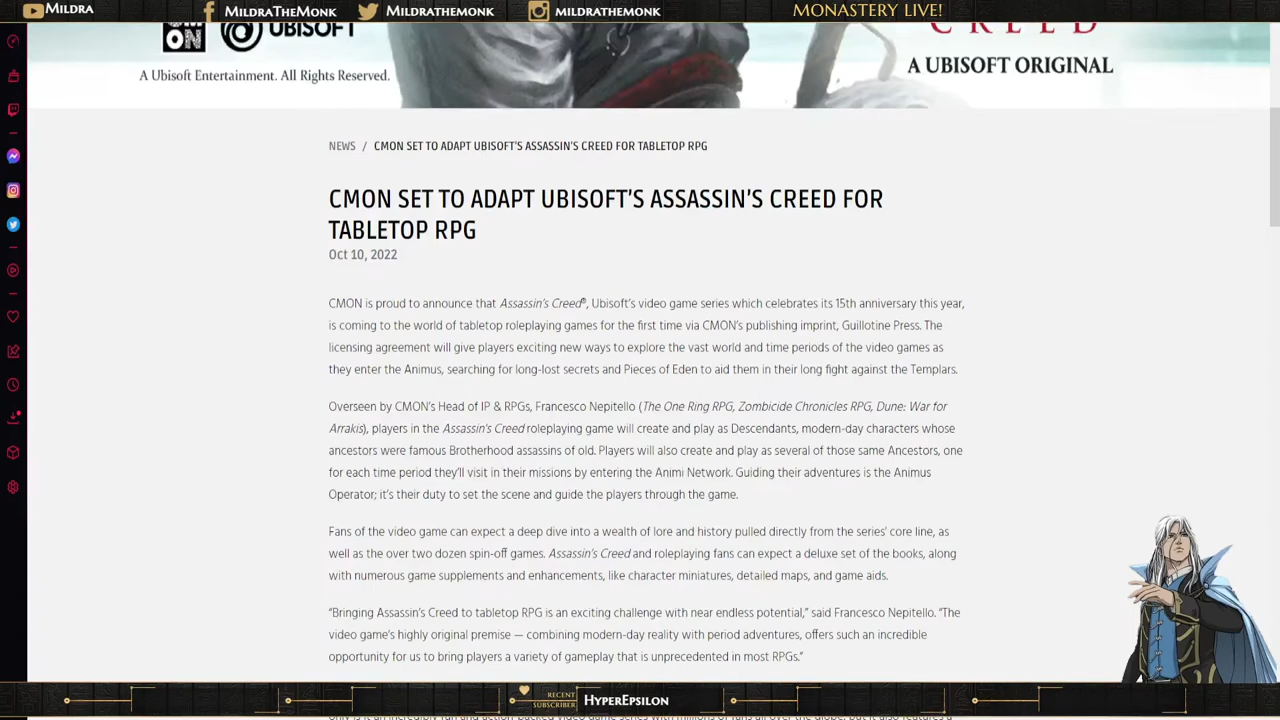 MILDRA
MILDRATHEMONK
MILDRATHEMONK
MILDRATHEMONK
MONASTERY LIVE!
ON
UBISOFT
CREED
A Ubisoft Entertainment. All Rights Reserved.
A UBISOFT ORIGINAL
NEWS / CMON SET TO ADAPT UBISOFT'S ASSASSIN'S CREED FOR TABLETOP RPG
CMON SET TO ADAPT UBISOFT'S ASSASSIN'S CREED FOR
TABLETOP RPG
Oct 10, 2022
CMON is proud to announce that Assassin's Creed®, Ubisoft's video game series which celebrates its 15th anniversary this year,
is coming to the world of tabletop roleplaying games for the first time via CMON's publishing imprint, Guillotine Press. The
licensing agreement will give players exciting new ways to explore the vast world and time periods of the video games as
they enter the Animus, searching for long-lost secrets and Pieces of Eden to aid them in their long fight against the Templars.
Overseen by CMON's Head of IP & RPGs, Francesco Nepitello (The One Ring RPG, Zombicide Chronicles RPG, Dune: War for
Arrakis), players in the Assassin's Creed roleplaying game will create and play as Descendants, modern-day characters whose
ancestors were famous Brotherhood assassins of old. Players will also create and play as several of those same Ancestors, one
for each time period they'll visit in their missions by entering the Animi Network. Guiding their adventures is the Animus
Operator; it's their duty to set the scene and guide the players through the game.
Fans of the video game can expect a deep dive into a wealth of lore and history pulled directly from the series' core line, as
well as the over two dozen spin-off games. Assassin's Creed and roleplaying fans can expect a deluxe set of the books, along
with numerous game supplements and enhancements, like character miniatures, detailed maps, and game aids.
"Bringing Assassin's Creed to tabletop RPG is an exciting challenge with near endless potential," said Francesco Nepitello. "The
video game's highly original premise — combining modern-day reality with period adventures, offers such an incredible
opportunity for us to bring players a variety of gameplay that is unprecedented in most RPGs."
RECENT
SUBSCRIBER
HYPEREPSILON